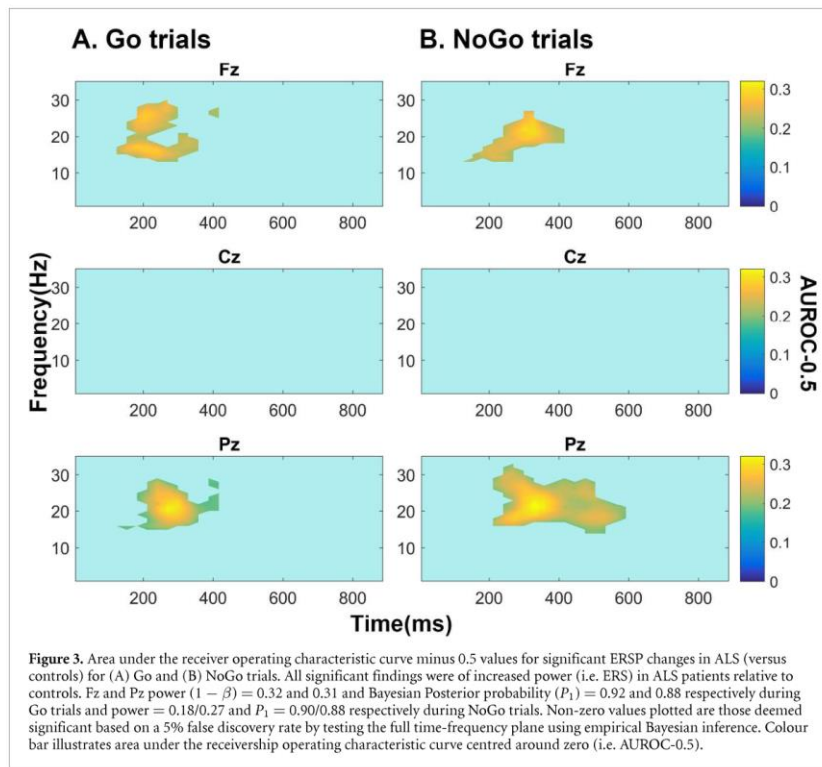 A. Go trials
B. NoGo trials
Fz
Fz
30
20
10
200 400 600 800
30
20
10
200 400 600 800
0.3
0.2
0.1
0
Cz
Cz
Frequency(Hz)
30
20
10
200 400 600 800
30
20
10
200 400 600 800
0.3
0.2
0.1
0
AUROC-0.5
Pz
Pz
30
20
10
200 400 600 800
30
20
10
200 400 600 800
0.3
0.2
0.1
0
Time(ms)
Figure 3. Area under the receiver operating characteristic curve minus 0.5 values for significant ERSP changes in ALS (versus
controls) for (A) Go and (B) NoGo trials. All significant findings were of increased power (i.e. ERS) in ALS patients relative to
controls. Fz and Pz power (1 − β) = 0.32 and 0.31 and Bayesian Posterior probability (P₁) = 0.92 and 0.88 respectively during
Go trials and power = 0.18/0.27 and P₁ = 0.90/0.88 respectively during NoGo trials. Non-zero values plotted are those deemed
significant based on a 5% false discovery rate by testing the full time-frequency plane using empirical Bayesian inference. Colour
bar illustrates area under the receivership operating characteristic curve centred around zero (i.e. AUROC-0.5).